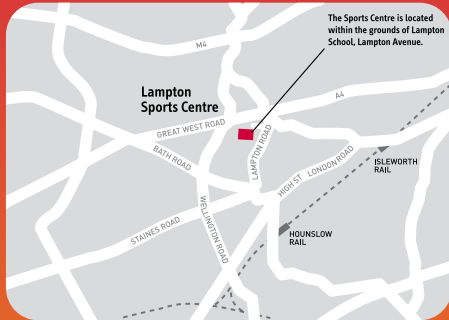 The Sports Centre is located
within the grounds of Lampton
School, Lampton Avenue.
M4
Lampton
Sports Centre
A4
GREAT WEST ROAD
BATH ROAD
LAMPTON ROAD
ISLEWORTH
RAIL
HIGH ST
LONDON ROAD
STAINES ROAD
WELLINGTON ROAD
HOUNSLOW
RAIL